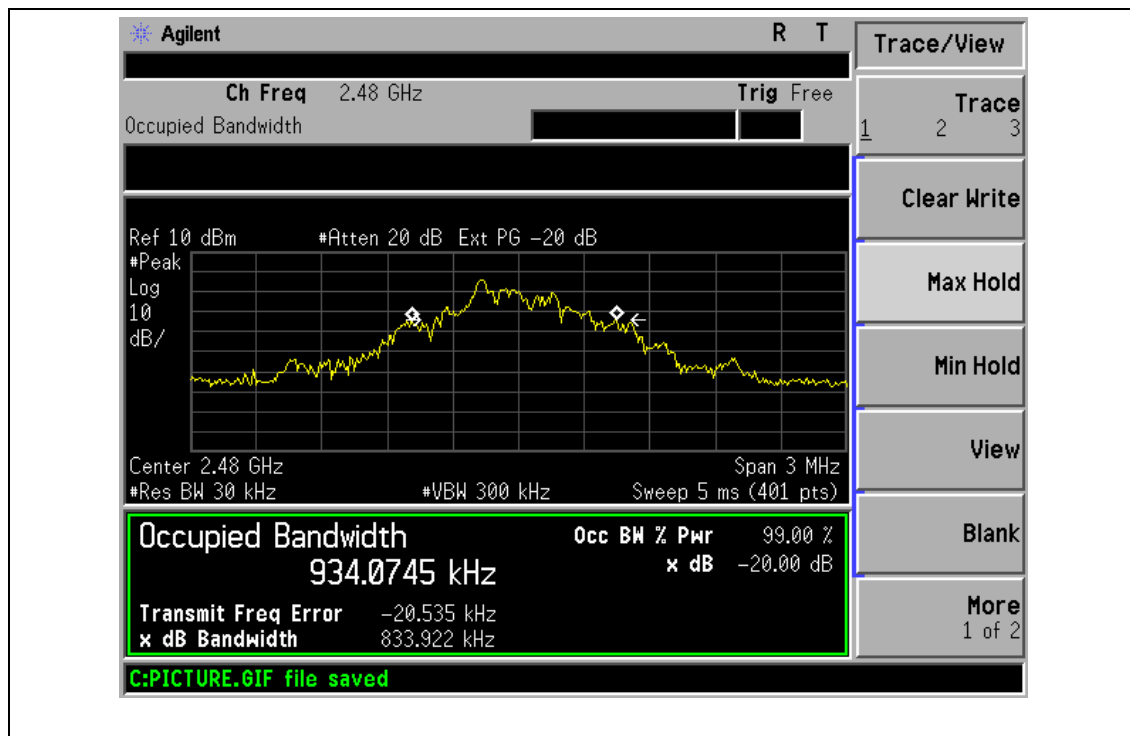 Agilent R T
Ch Freq 2.48 GHz Trig Free
Occupied Bandwidth
Ref 10 dBm #Atten 20 dB Ext PG −20 dB
#Peak
Log
10
dB/
Center 2.48 GHz Span 3 MHz
#Res BW 30 kHz #VBW 300 kHz Sweep 5 ms (401 pts)
Occupied Bandwidth Occ BW % Pwr 99.00 %
934.0745 kHz x dB −20.00 dB
Transmit Freq Error −20.535 kHz
x dB Bandwidth 833.922 kHz
C:PICTURE.GIF file saved
Trace/View
Trace
1 2 3
Clear Write
Max Hold
Min Hold
View
Blank
More
1 of 2